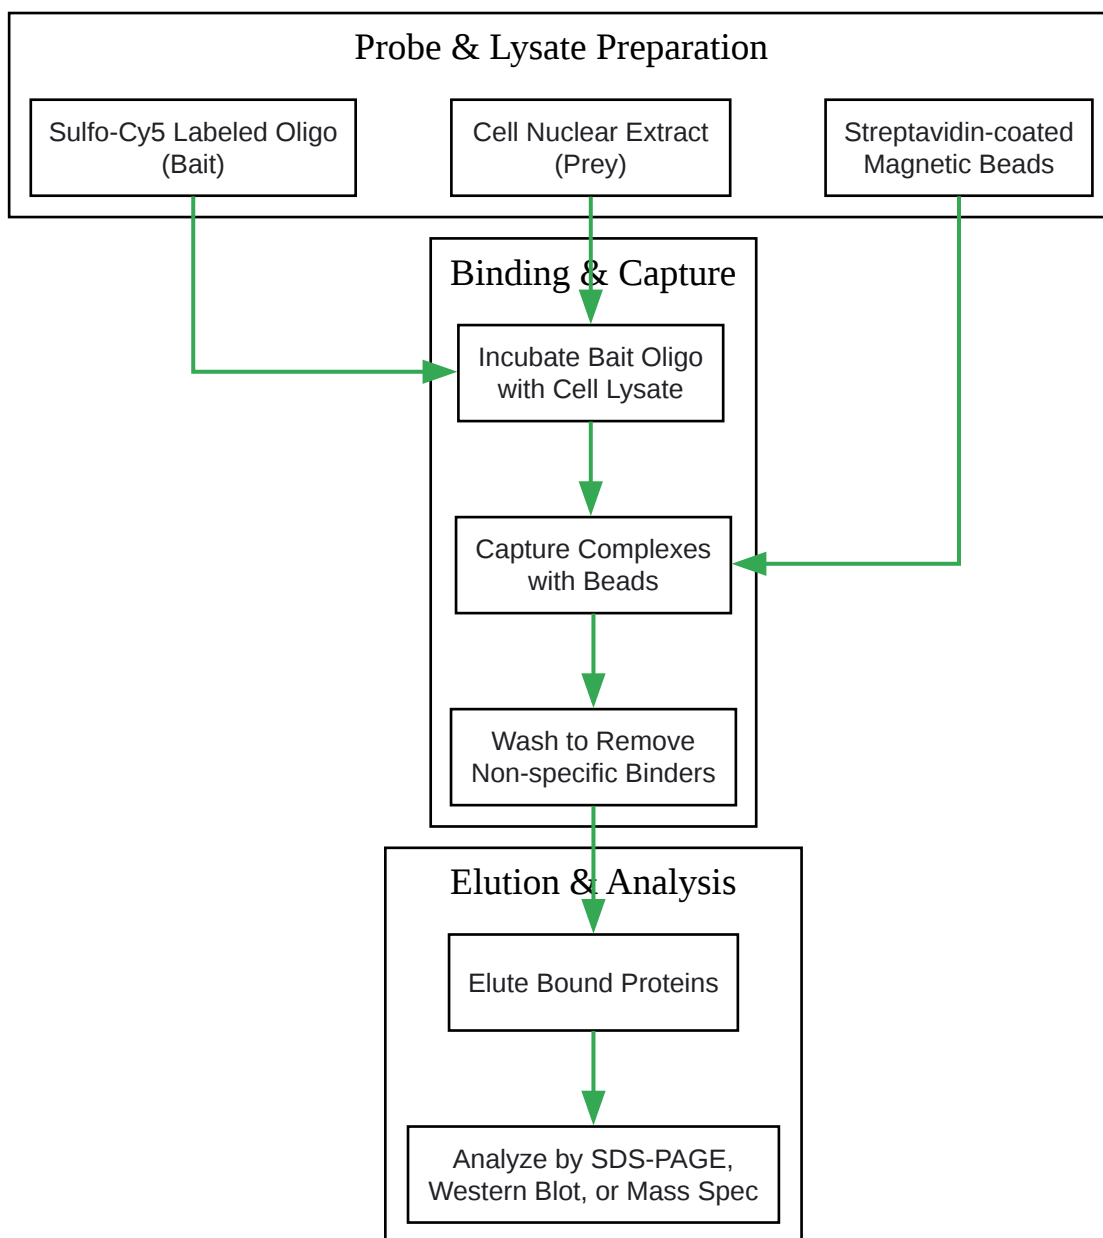 Probe & Lysate Preparation
Sulfo-Cy5 Labeled Oligo
(Bait)
Cell Nuclear Extract
(Prey)
Streptavidin-coated
Magnetic Beads
Binding & Capture
Incubate Bait Oligo
with Cell Lysate
Capture Complexes
with Beads
Wash to Remove
Non-specific Binders
Elution & Analysis
Elute Bound Proteins
Analyze by SDS-PAGE,
Western Blot, or Mass Spec